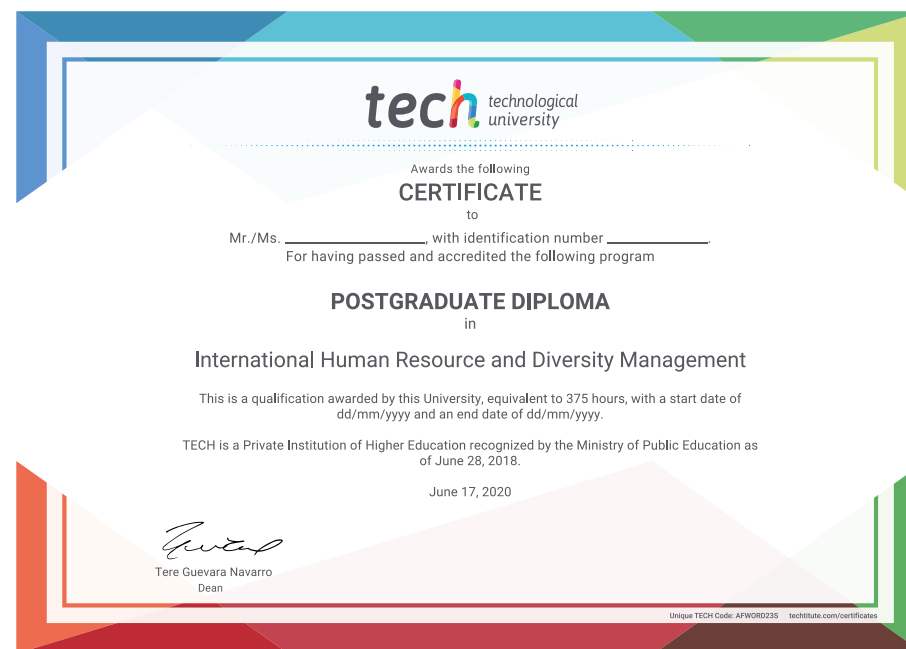 tech technological
university
Awards the following
CERTIFICATE
to
Mr./Ms. ____________________, with identification number ______________.
For having passed and accredited the following program
POSTGRADUATE DIPLOMA
in
International Human Resource and Diversity Management
This is a qualification awarded by this University, equivalent to 375 hours, with a start date of
dd/mm/yyyy and an end date of dd/mm/yyyy.
TECH is a Private Institution of Higher Education recognized by the Ministry of Public Education as
of June 28, 2018.
June 17, 2020
Tere Guevara Navarro
Dean
Unique TECH Code: AFWORD23S techtitute.com/certificates